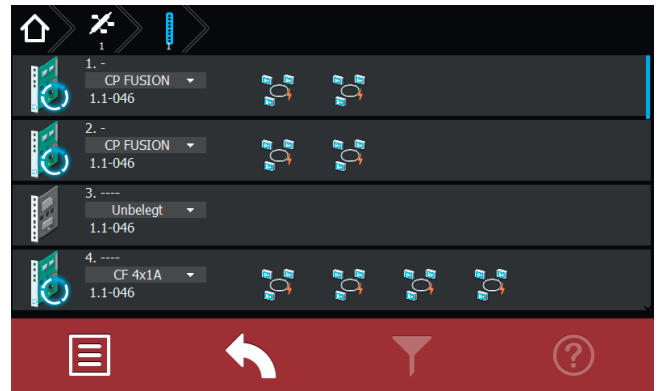 1
1
1. -
CP FUSION
1.1-046
2. -
CP FUSION
1.1-046
3. ----
Unbelegt
1.1-046
4. ----
CF 4x1A
1.1-046
?